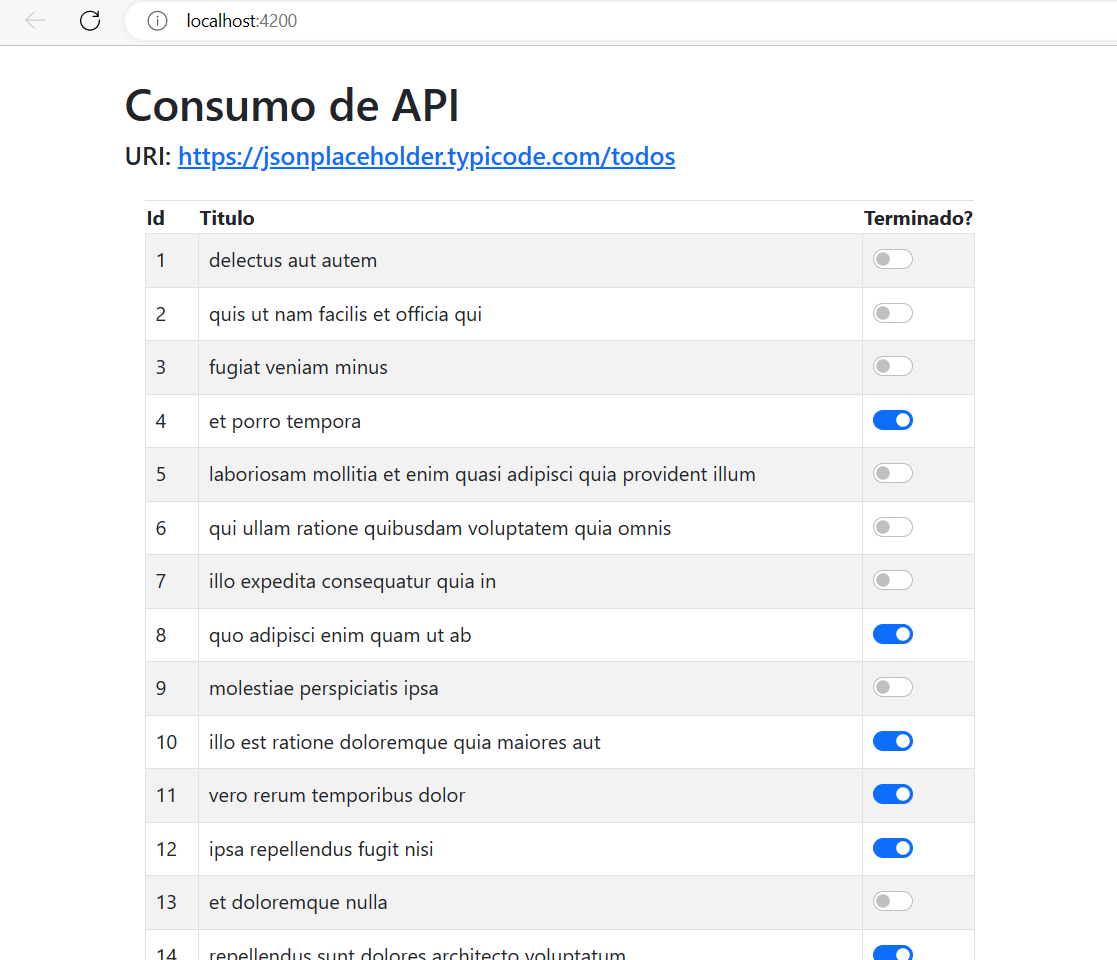 localhost:4200
Consumo de API
URI: https://jsonplaceholder.typicode.com/todos
Id Titulo Terminado?
1 delectus aut autem
2 quis ut nam facilis et officia qui
3 fugiat veniam minus
4 et porro tempora
5 laboriosam mollitia et enim quasi adipisci quia provident illum
6 qui ullam ratione quibusdam voluptatem quia omnis
7 illo expedita consequatur quia in
8 quo adipisci enim quam ut ab
9 molestiae perspiciatis ipsa
10 illo est ratione doloremque quia maiores aut
11 vero rerum temporibus dolor
12 ipsa repellendus fugit nisi
13 et doloremque nulla
14 repellendus sunt dolores architecto voluptatum